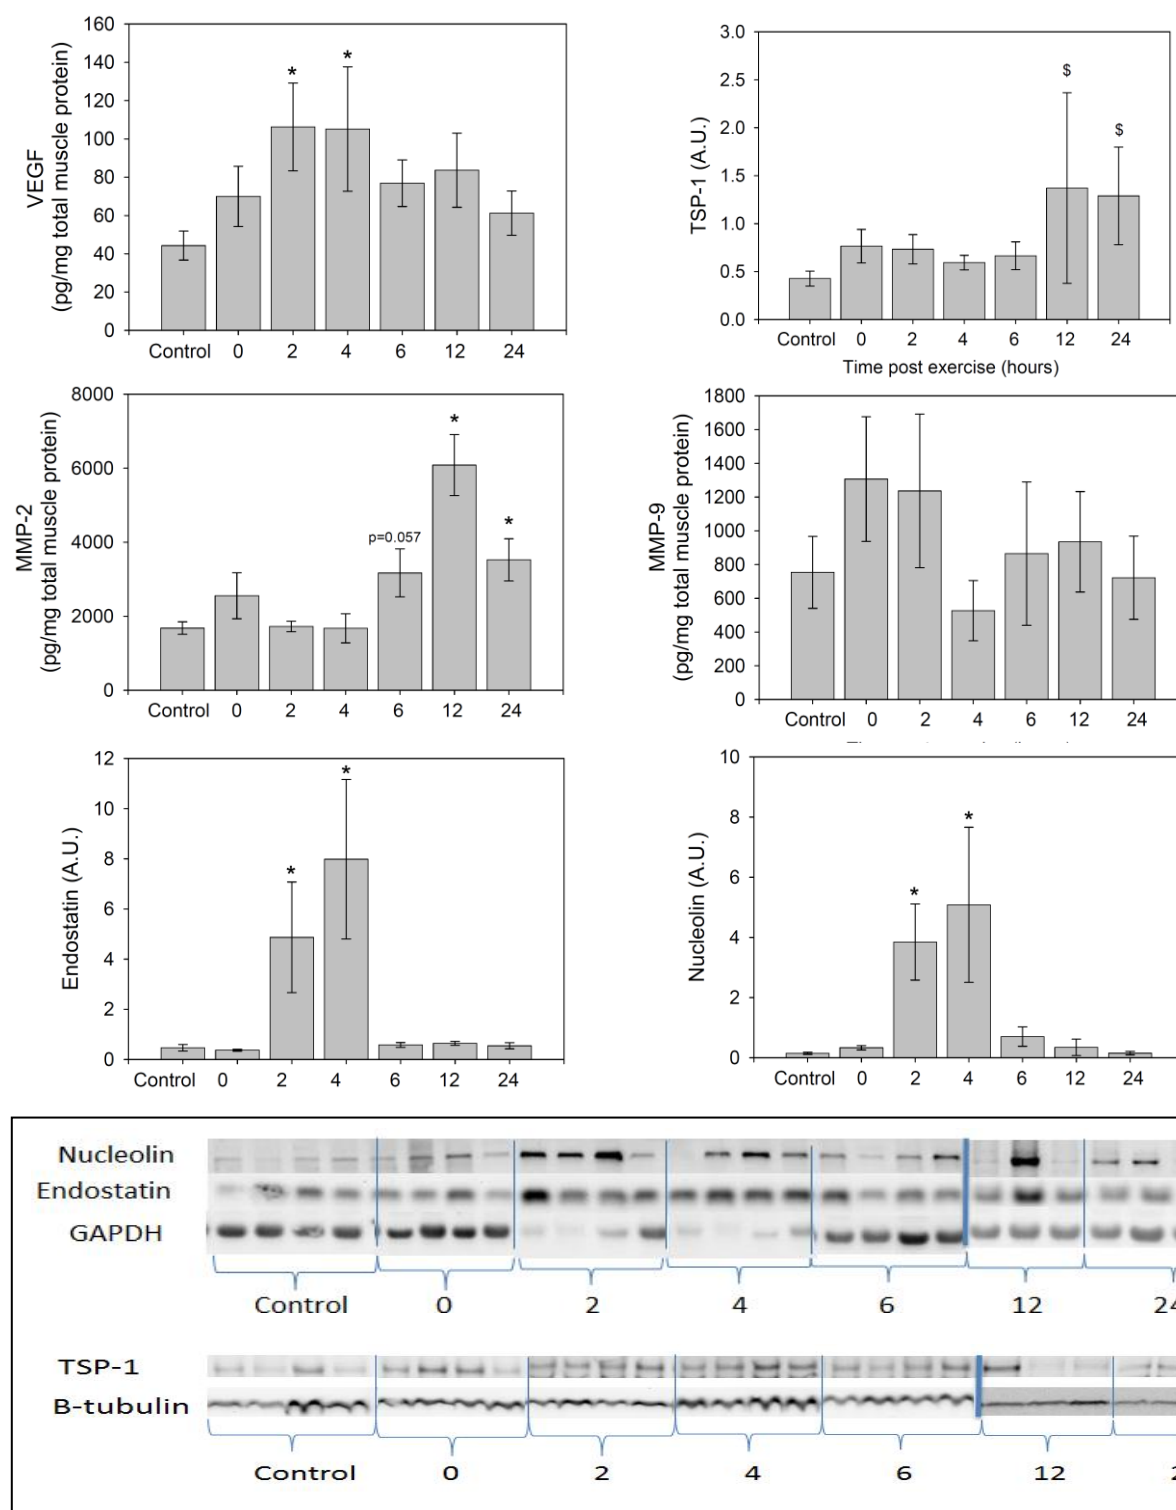 VEGF
(pg/mg total muscle protein)
160
140
120
100
80
60
40
20
0
* *
Control 0 2 4 6 12 24
TSP-1 (A.U.)
3.0
2.5
2.0
1.5
1.0
0.5
0.0
$ $
Control 0 2 4 6 12 24
Time post exercise (hours)
MMP-2
(pg/mg total muscle protein)
8000
6000
4000
2000
0
p=0.057 * *
Control 0 2 4 6 12 24
MMP-9
(pg/mg total muscle protein)
1800
1600
1400
1200
1000
800
600
400
200
0
Control 0 2 4 6 12 24
Endostatin (A.U.)
12
10
8
6
4
2
0
* *
Control 0 2 4 6 12 24
Nucleolin (A.U.)
10
8
6
4
2
0
* *
Control 0 2 4 6 12 24
Nucleolin
Endostatin
GAPDH
Control 0 2 4 6 12 24
TSP-1
B-tubulin
Control 0 2 4 6 12 2